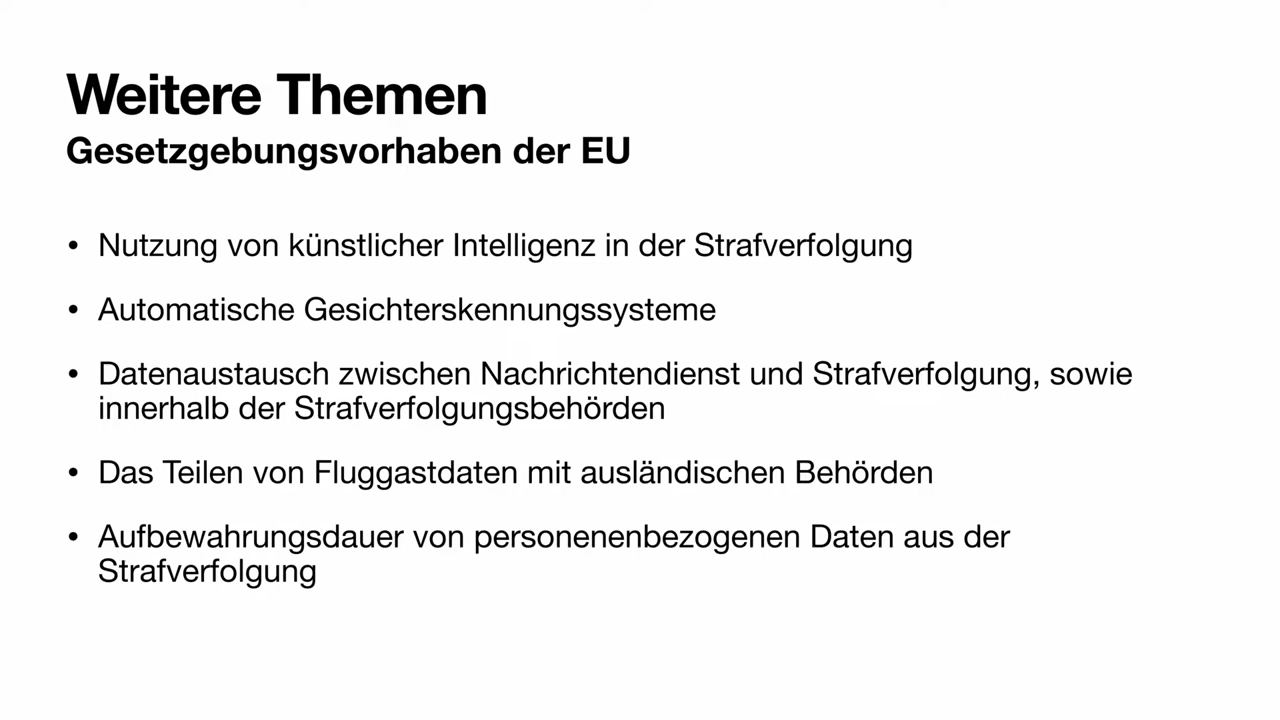 Weitere Themen
Gesetzgebungsvorhaben der EU
• Nutzung von künstlicher Intelligenz in der Strafverfolgung
• Automatische Gesichterskennungssysteme
• Datenaustausch zwischen Nachrichtendienst und Strafverfolgung, sowie
innerhalb der Strafverfolgungsbehörden
• Das Teilen von Fluggastdaten mit ausländischen Behörden
• Aufbewahrungsdauer von personenenbezogenen Daten aus der
Strafverfolgung